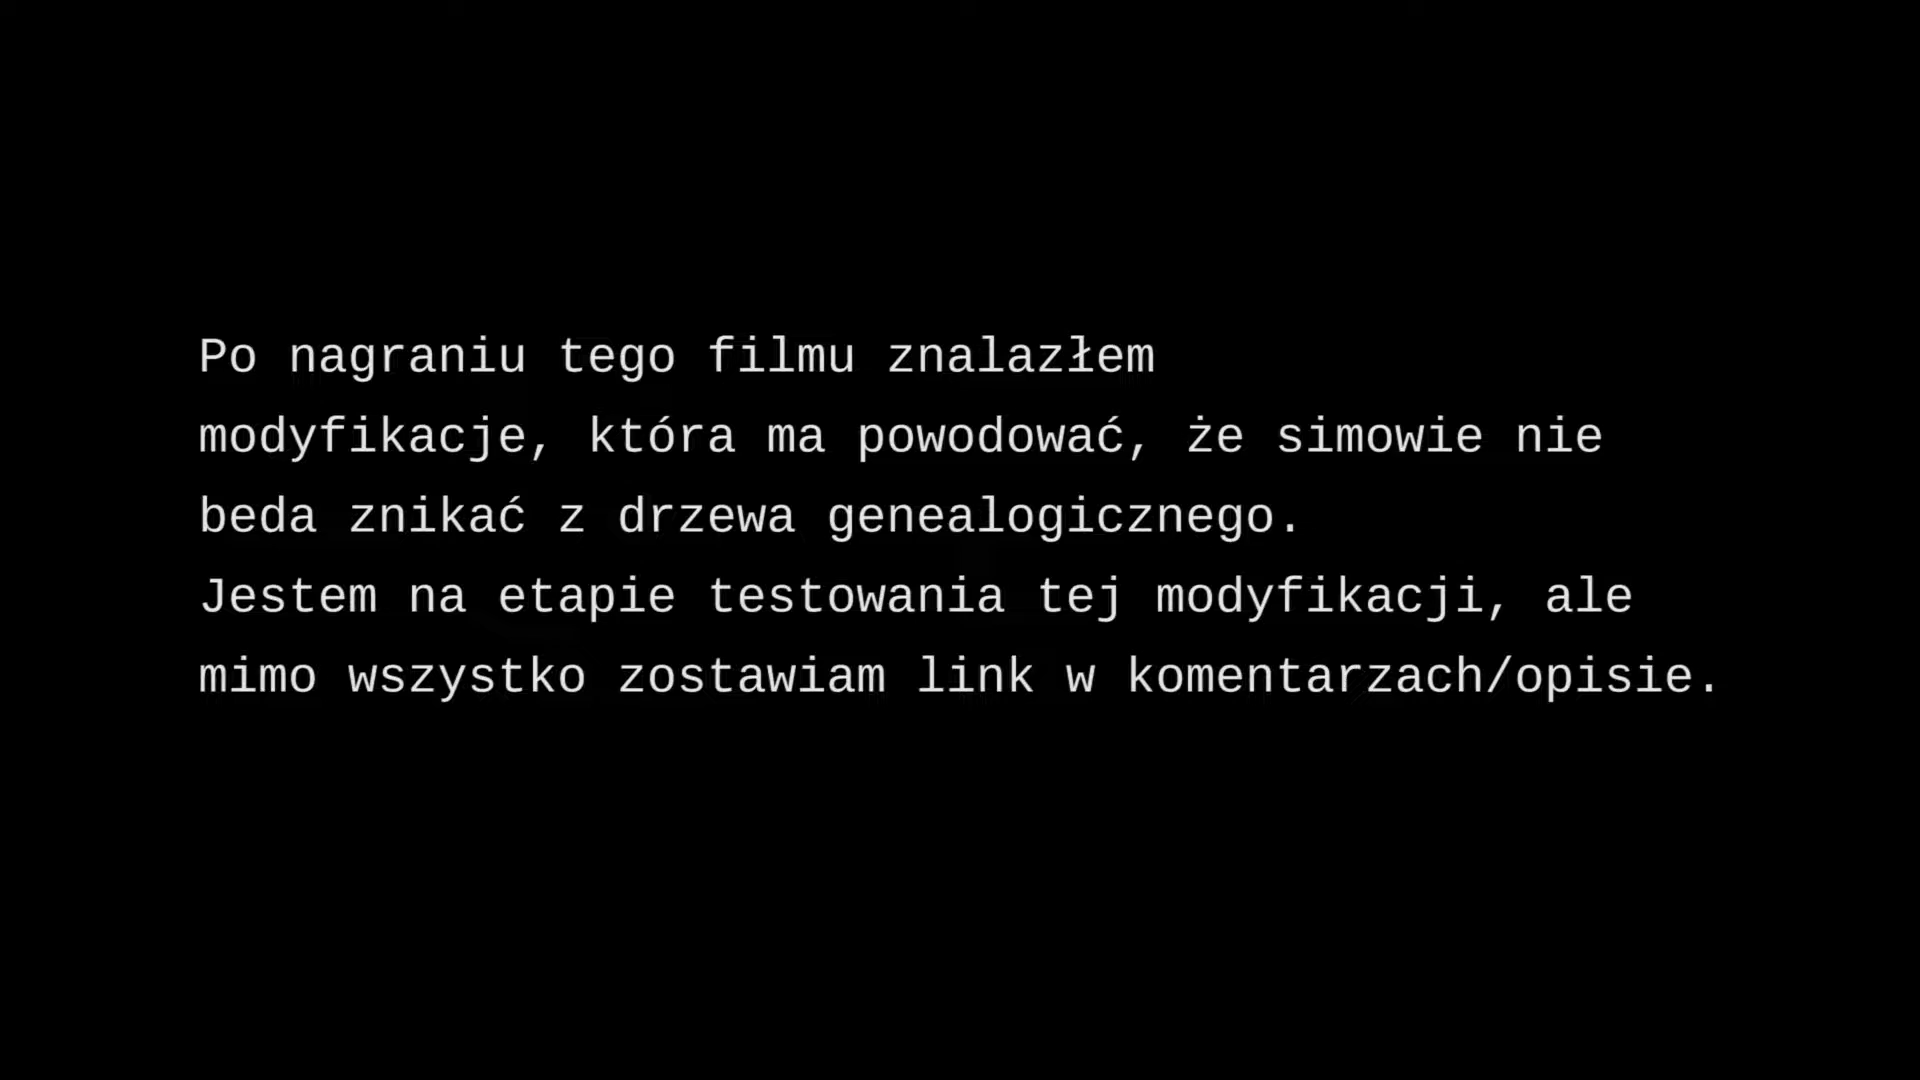 Po nagraniu tego filmu znalazłem
modyfikacje, która ma powodować, że simowie nie
beda znikać z drzewa genealogicznego.
Jestem na etapie testowania tej modyfikacji, ale
mimo wszystko zostawiam link w komentarzach/opisie.